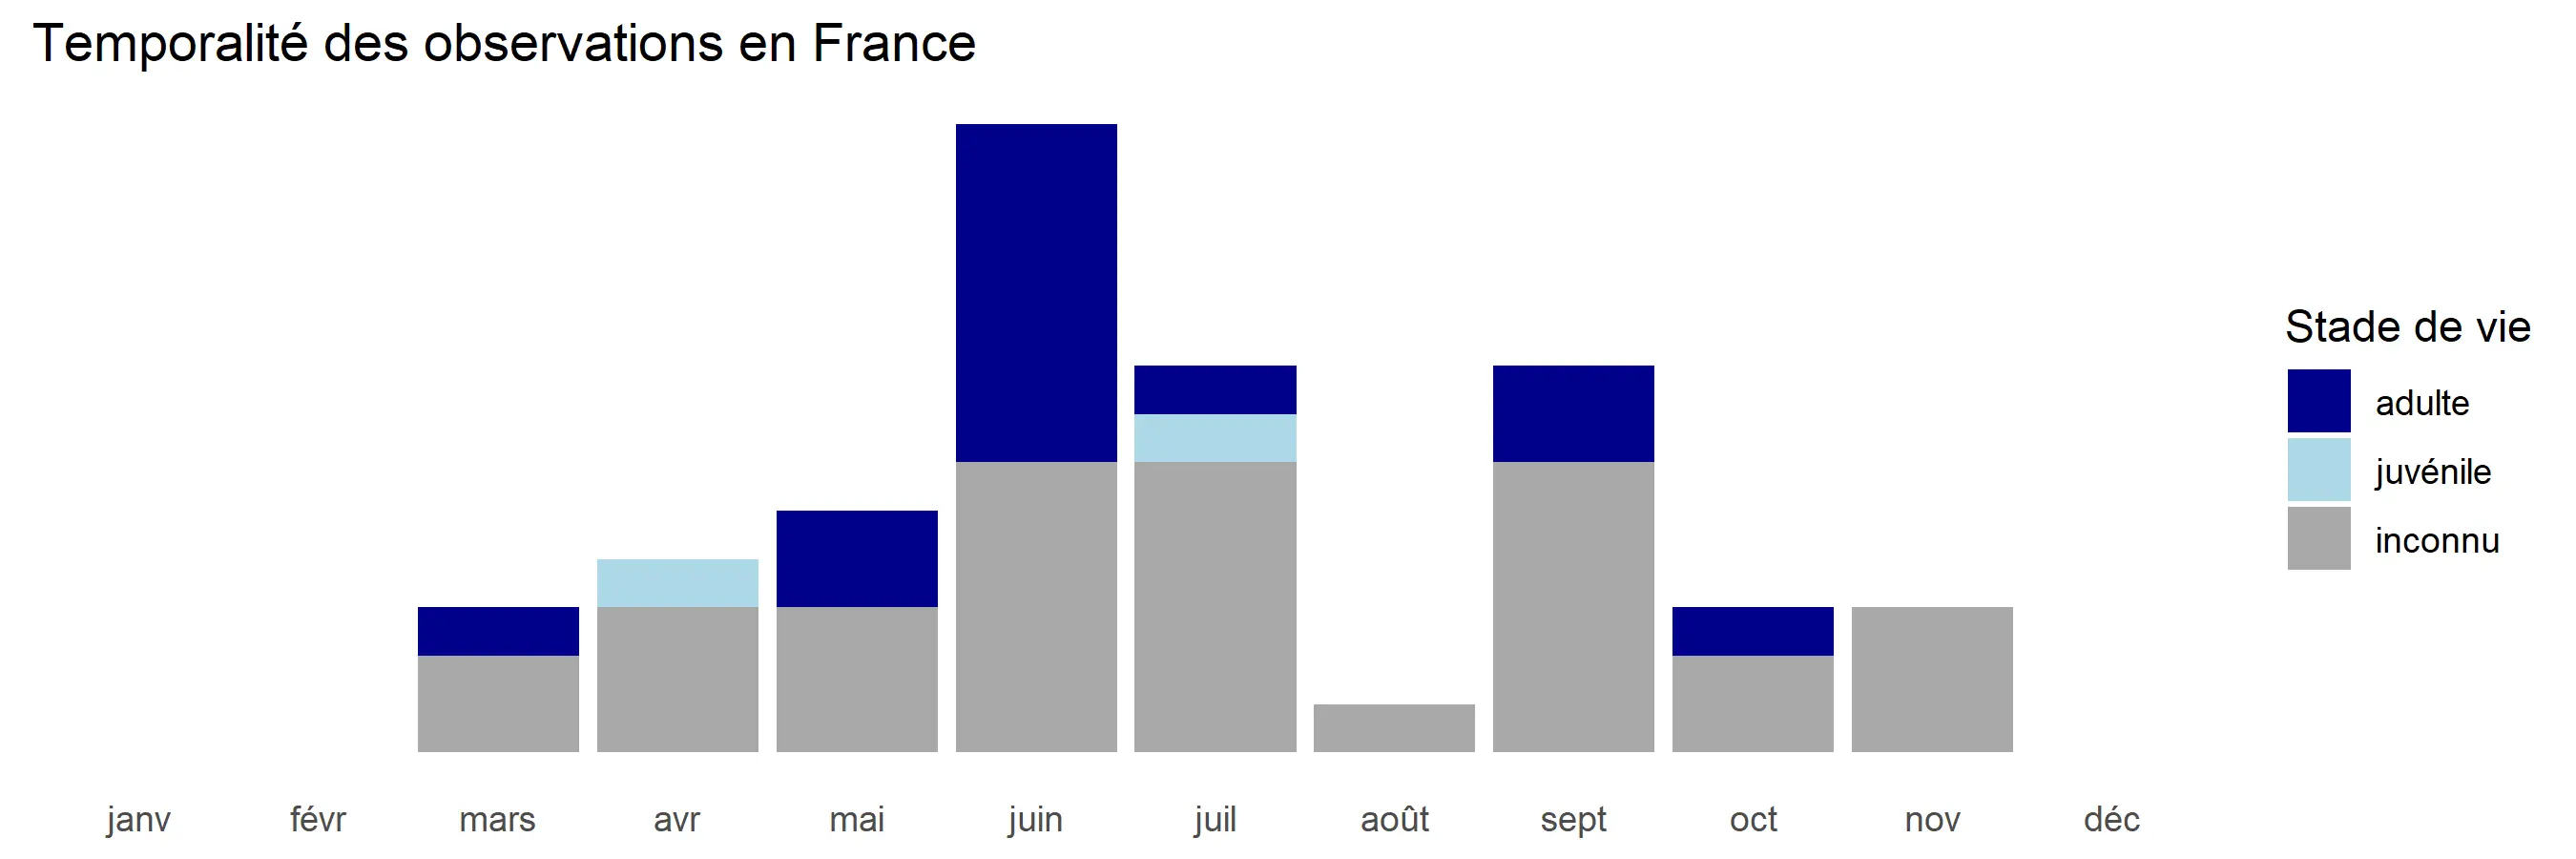 Temporalité des observations en France
Stade de vie
adulte
juvénile
inconnu
janv févr mars avr mai juin juil août sept oct nov déc